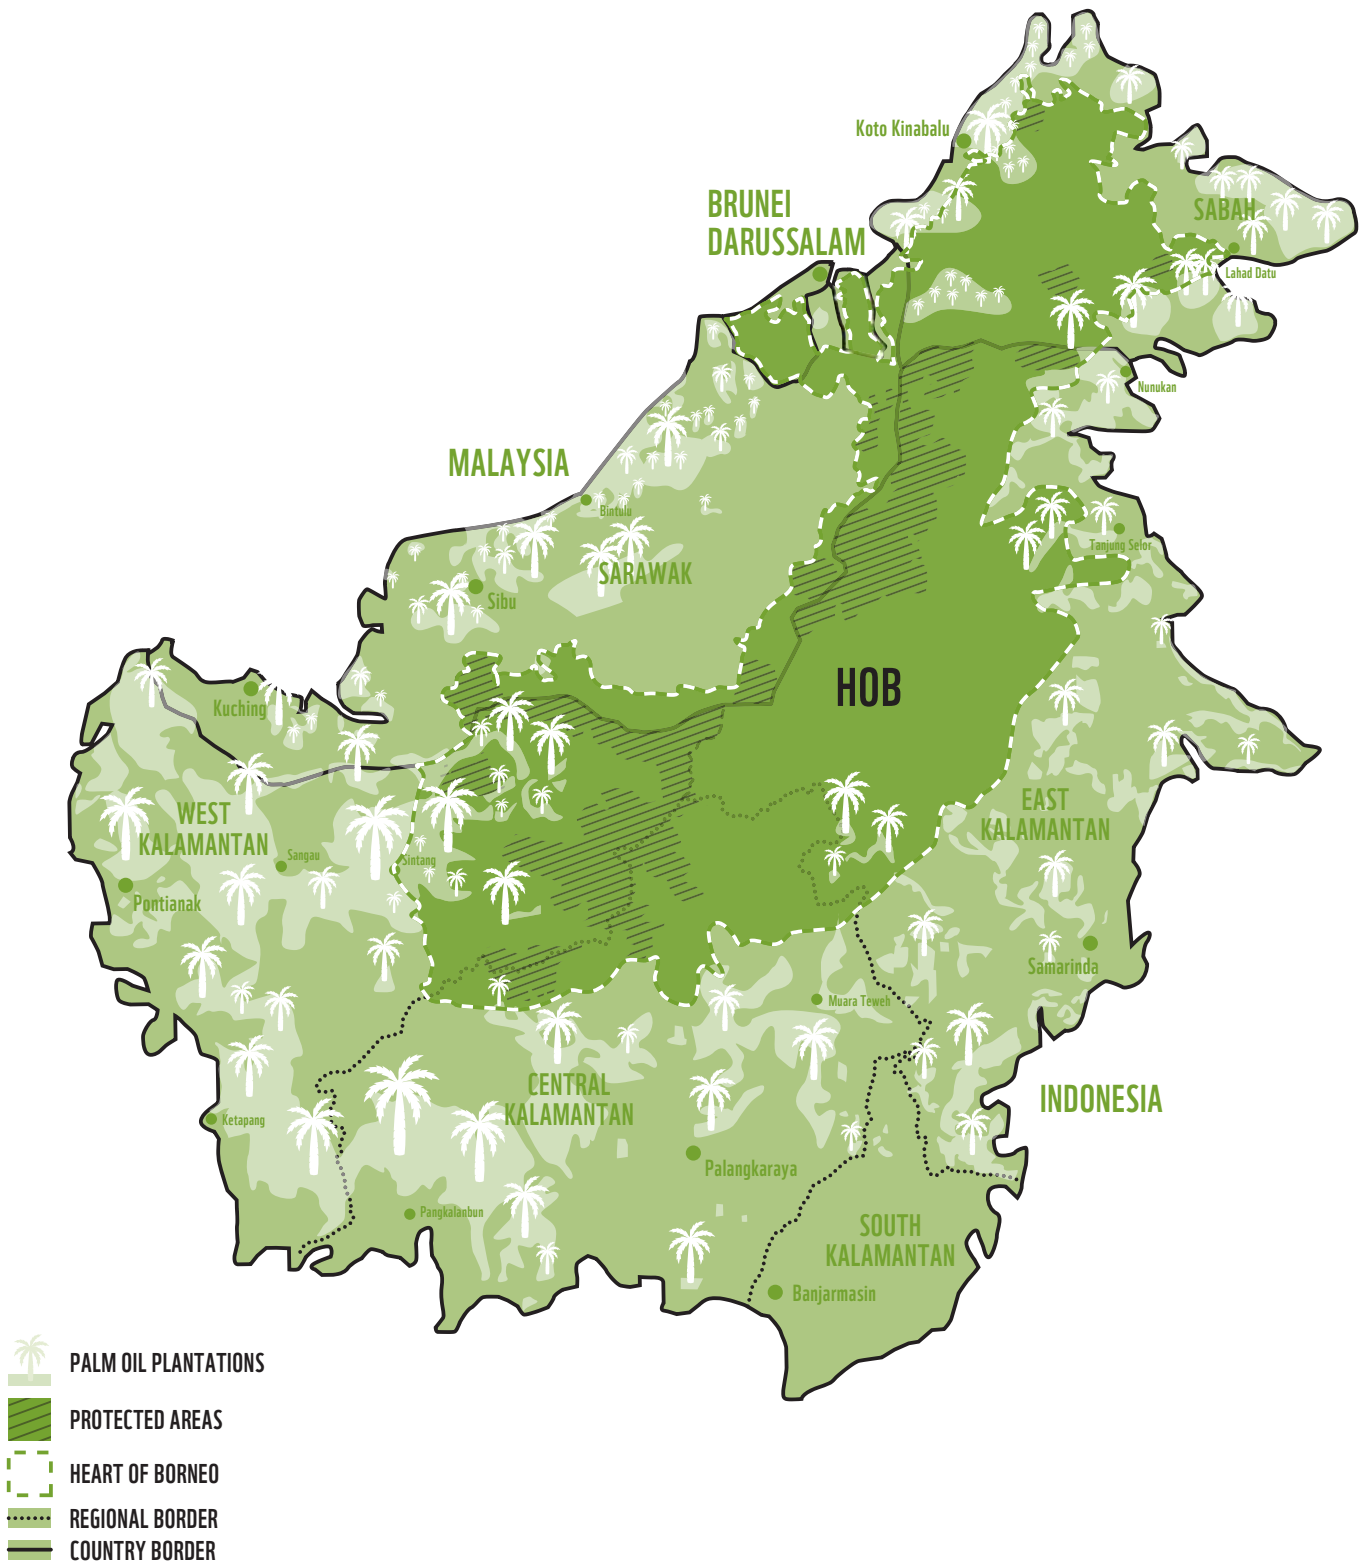 Koto Kinabalu
BRUNEI
DARUSSALAM
SABAH
Lahad Datu
Nunukan
MALAYSIA
Bintulu
SARAWAK
Tanjung Selor
Sibu
HOB
Kuching
WEST
KALAMANTAN
EAST
KALAMANTAN
Sangau
Sintang
Pontianak
Samarinda
Muara Teweh
CENTRAL
KALAMANTAN
INDONESIA
Ketapang
Palangkaraya
Pangkalanbun
SOUTH
KALAMANTAN
Banjarmasin
PALM OIL PLANTATIONS
PROTECTED AREAS
HEART OF BORNEO
REGIONAL BORDER
COUNTRY BORDER